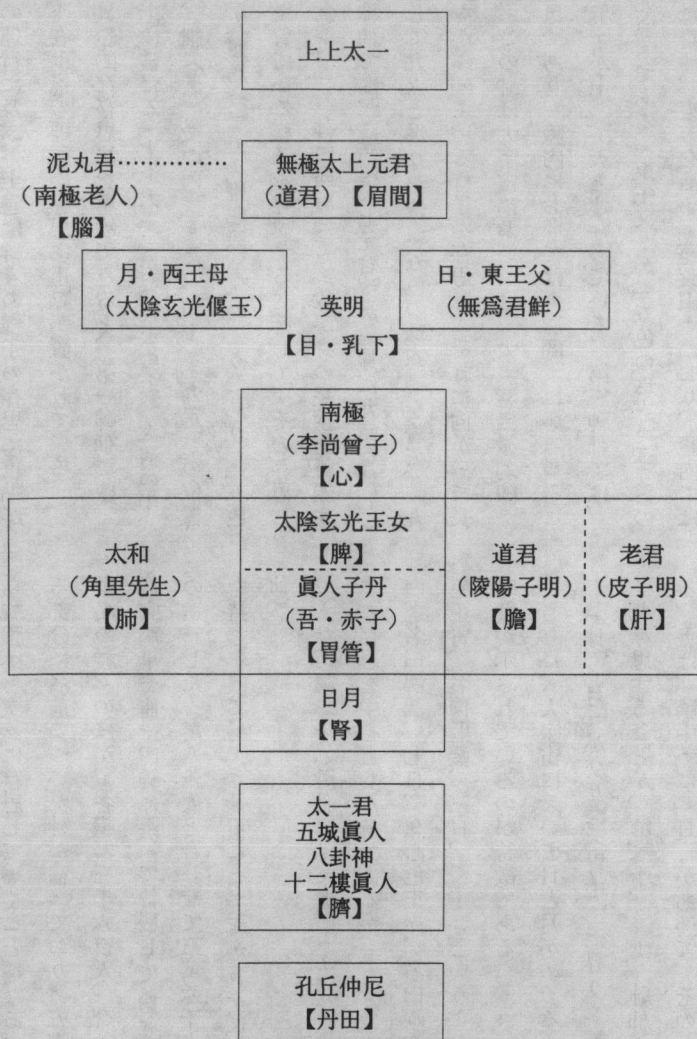 上上太一
泥丸君……………
（南極老人）
【腦】
無極太上元君
（道君）【眉間】
月・西王母
（太陰玄光偃玉）
英明
【目・乳下】
日・東王父
（無爲君鮮）
南極
（李尚曾子）
【心】
太和
（角里先生）
【肺】
太陰玄光玉女
【脾】
眞人子丹
（吾・赤子）
【胃管】
道君
（陵陽子明）
【膽】
老君
（皮子明）
【肝】
日月
【腎】
太一君
五城眞人
八卦神
十二樓眞人
【臍】
孔丘仲尼
【丹田】